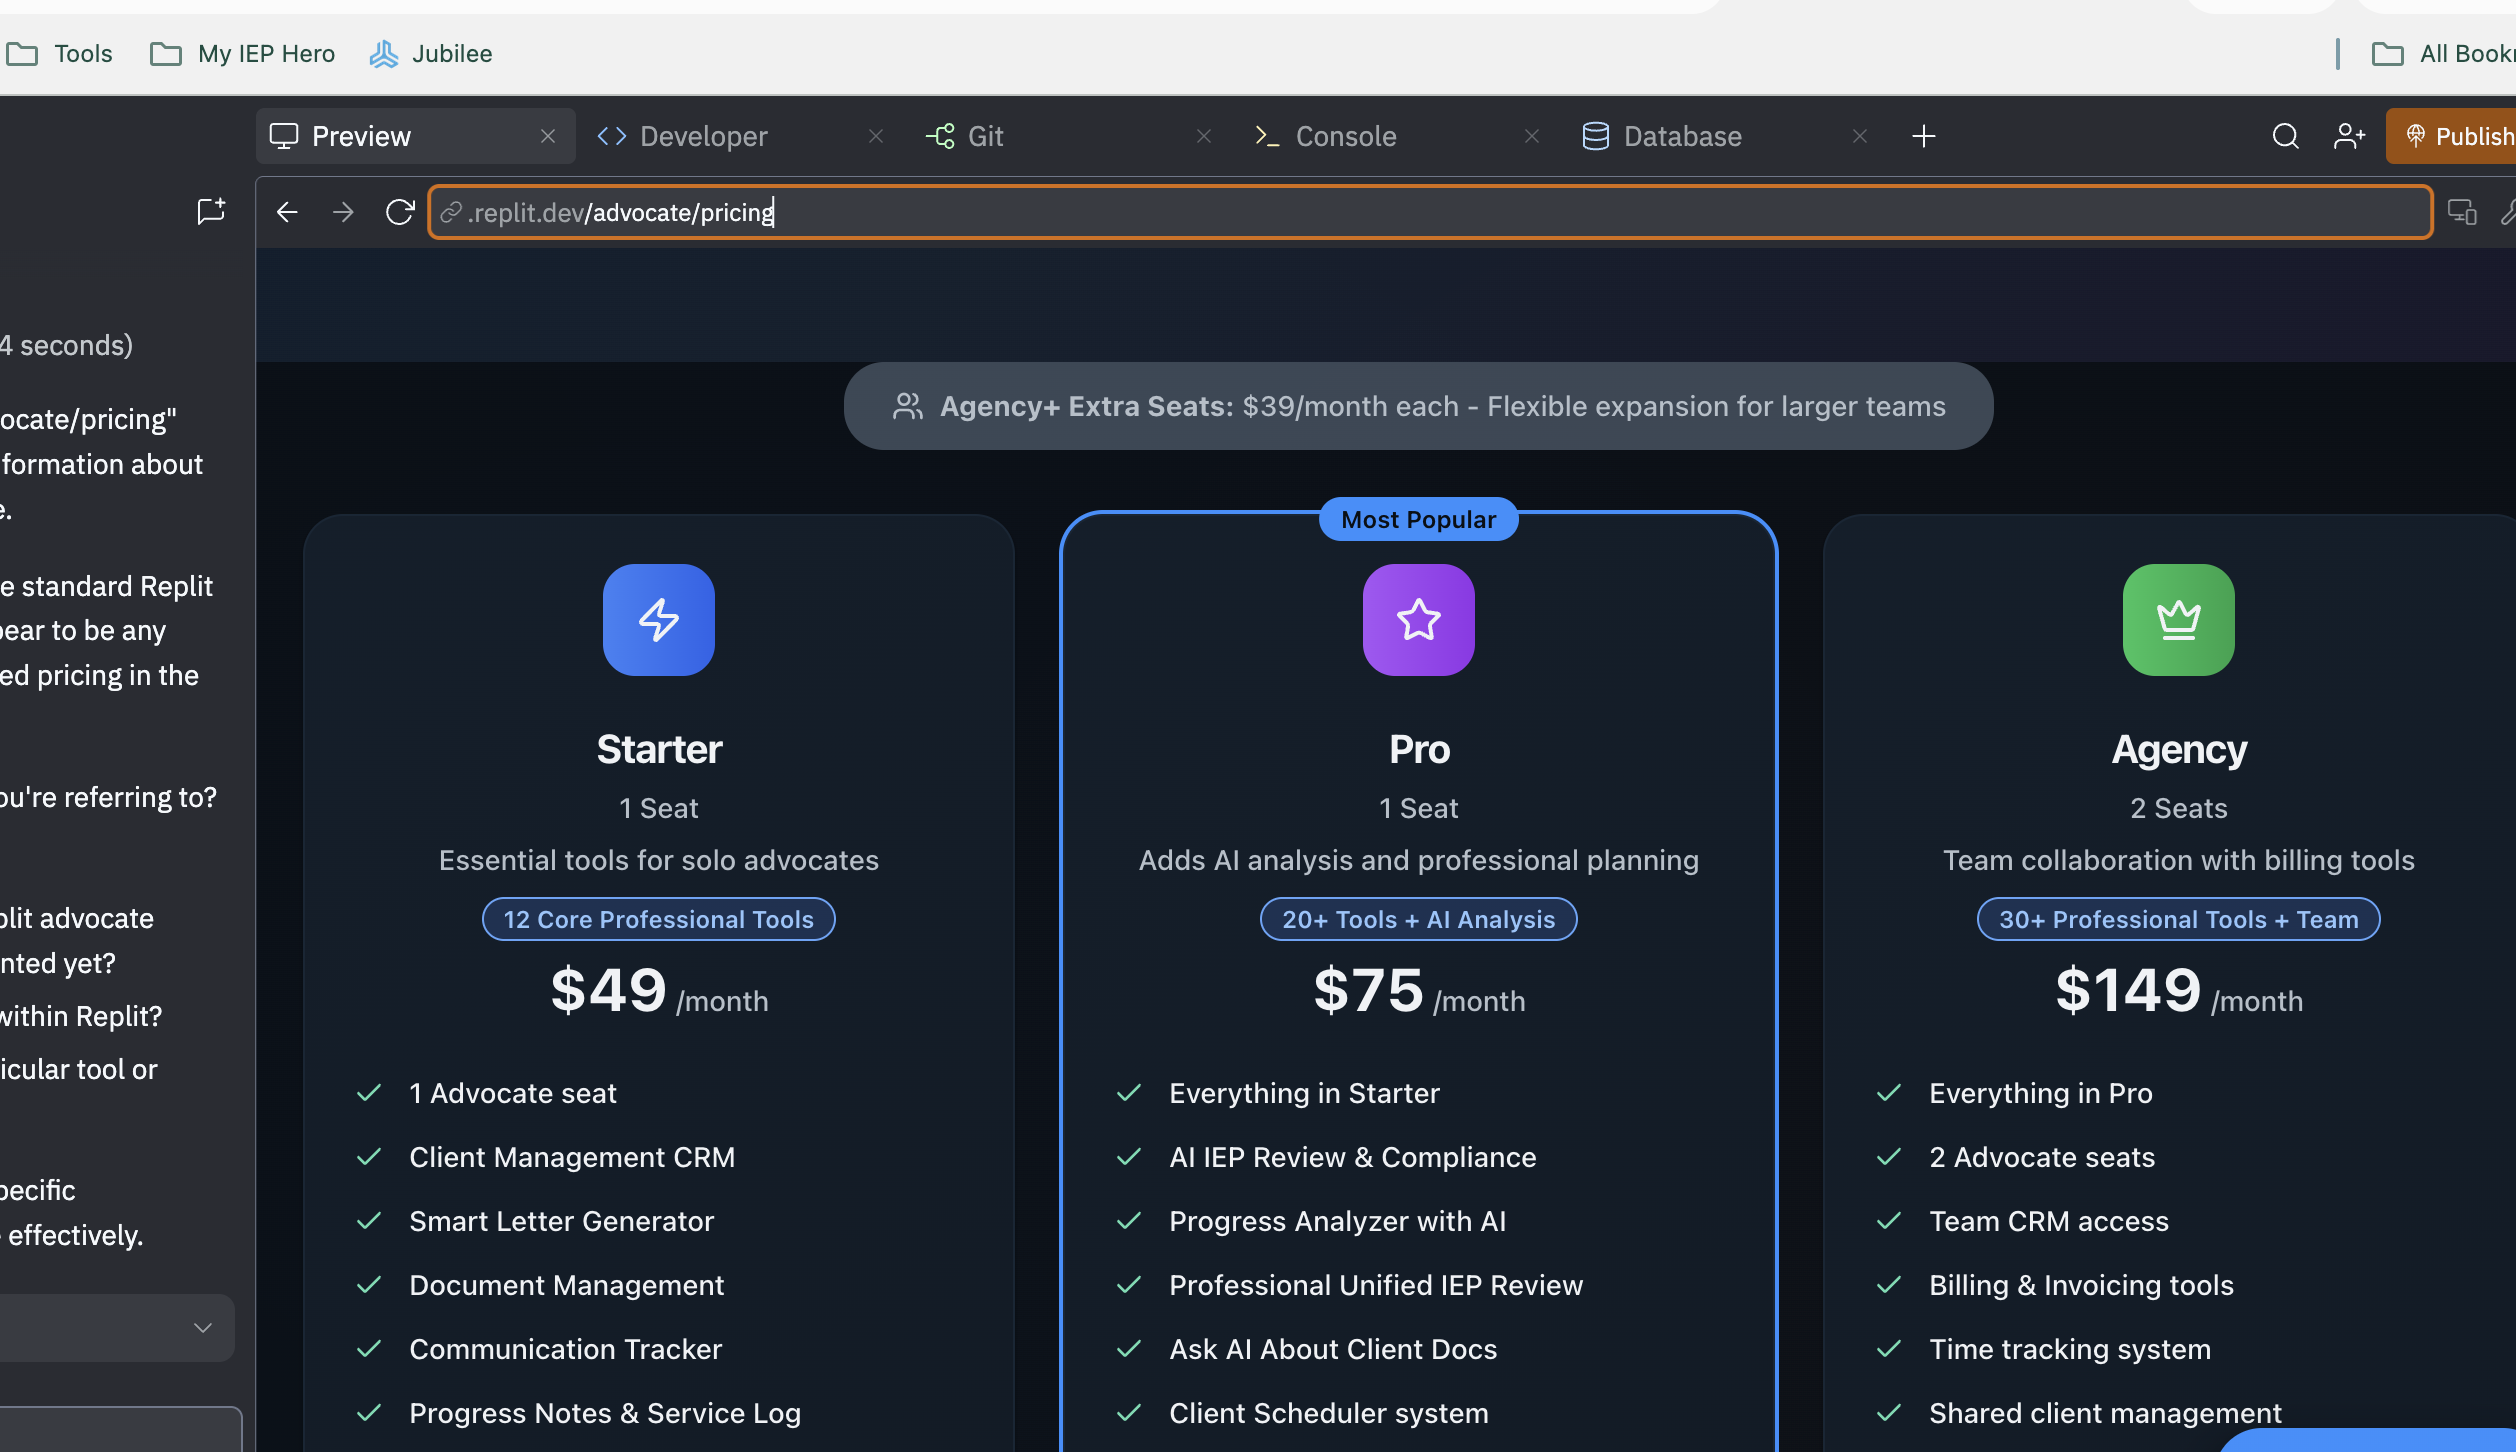 Tools
My IEP Hero
Jubilee
All Book
Preview
Developer
Git
Console
Database
Publish
.replit.dev/advocate/pricing
4 seconds)
ocate/pricing"
formation about
e.
e standard Replit
ear to be any
ed pricing in the
ou're referring to?
plit advocate
nted yet?
within Replit?
icular tool or
pecific
effectively.
Agency+ Extra Seats: $39/month each - Flexible expansion for larger teams
Starter
1 Seat
Essential tools for solo advocates
12 Core Professional Tools
$49 /month
1 Advocate seat
Client Management CRM
Smart Letter Generator
Document Management
Communication Tracker
Progress Notes & Service Log
Most Popular
Pro
1 Seat
Adds AI analysis and professional planning
20+ Tools + AI Analysis
$75 /month
Everything in Starter
AI IEP Review & Compliance
Progress Analyzer with AI
Professional Unified IEP Review
Ask AI About Client Docs
Client Scheduler system
Agency
2 Seats
Team collaboration with billing tools
30+ Professional Tools + Team
$149 /month
Everything in Pro
2 Advocate seats
Team CRM access
Billing & Invoicing tools
Time tracking system
Shared client management